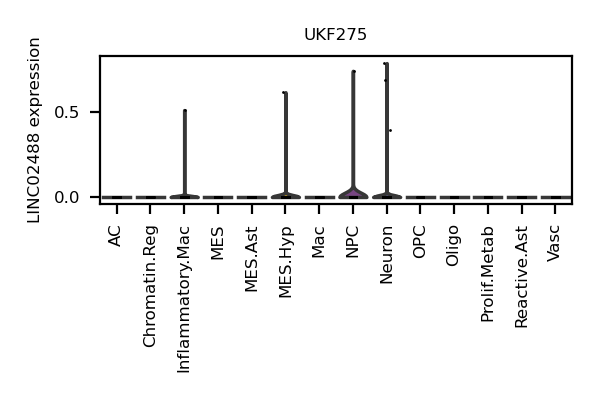 UKF275
LINC02488 expression
0.5
0.0
AC
Chromatin.Reg
Inflammatory.Mac
MES
MES.Ast
MES.Hyp
Mac
NPC
Neuron
OPC
Oligo
Prolif.Metab
Reactive.Ast
Vasc